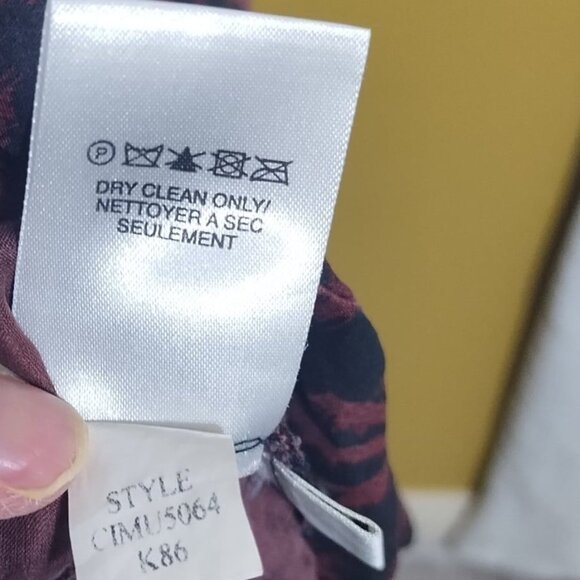 P
DRY CLEAN ONLY/
NETTOYER A SEC
SEULEMENT
STYLE
CIMU5064
K86